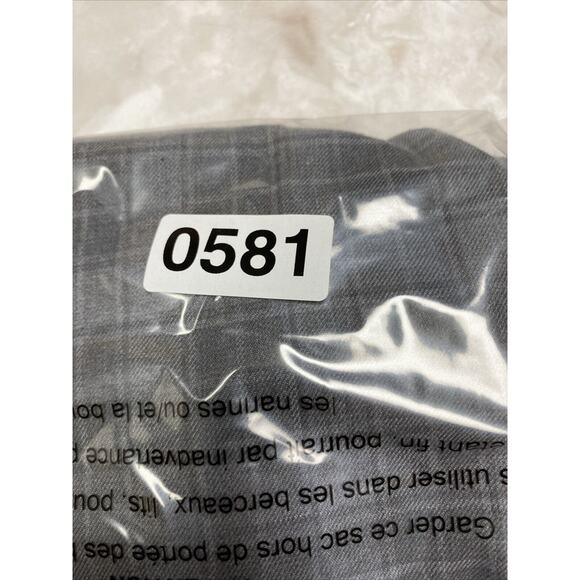 0581
Garder ce sac hors de portée des
utiliser dans les berceaux, lits,
étant fin, pourrait par inadvertance
les narines ou/et la